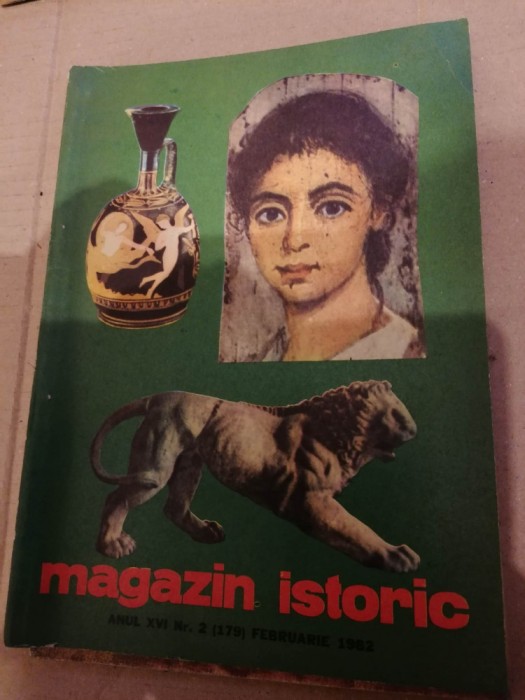 magazin istoric
ANUL XVI Nr. 2 (179) FEBRUARIE 1982